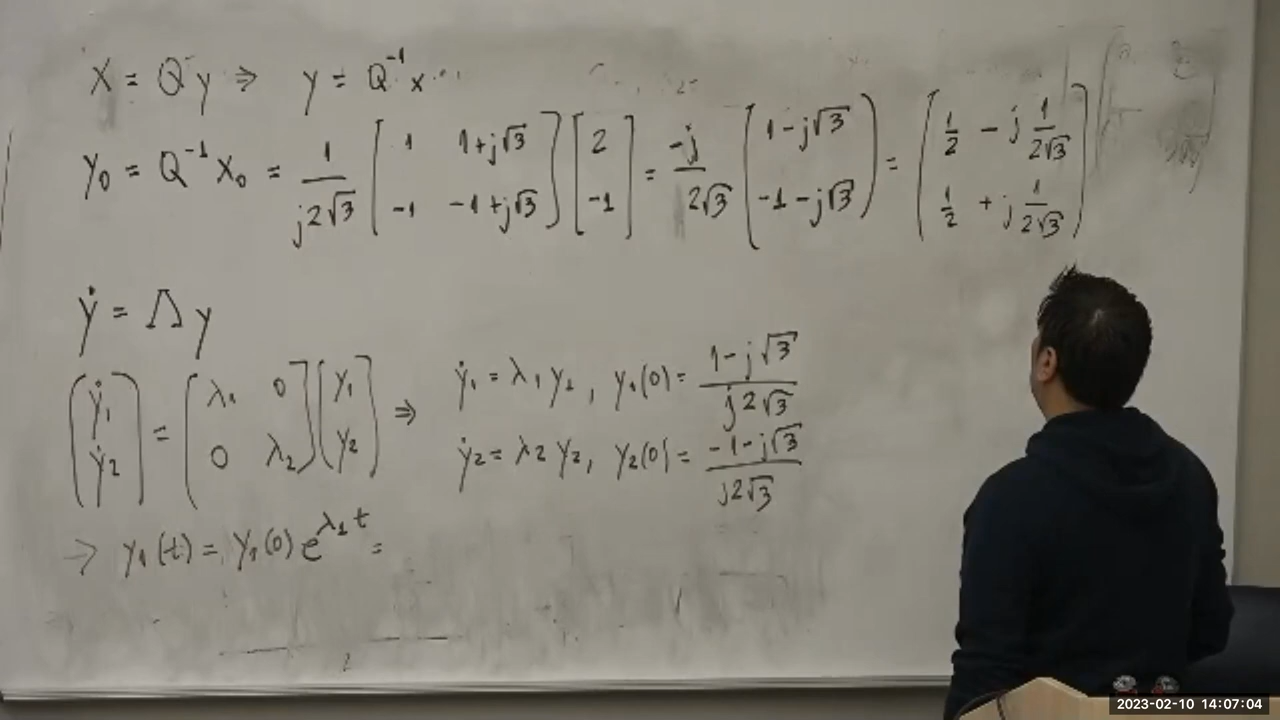 x = Q y ⇒ y = Q⁻¹ x
y₀ = Q⁻¹ x₀ = 1/(j2√3) [1 1+j√3; -1 -1+j√3] [2; -1] = -j/(2√3) [1-j√3; -1-j√3] = [1/2 - j 1/(2√3); 1/2 + j 1/(2√3)]
ẏ = Λ y
[ẏ₁; ẏ₂] = [λ₁ 0; 0 λ₂] [y₁; y₂] ⇒ ẏ₁ = λ₁ y₁, y₁(0) = (1-j√3)/(j2√3)
ẏ₂ = λ₂ y₂, y₂(0) = (-1-j√3)/(j2√3)
⇒ y₁(t) = y₁(0) e^(λ₁t) =
2023-02-10 14:07:04